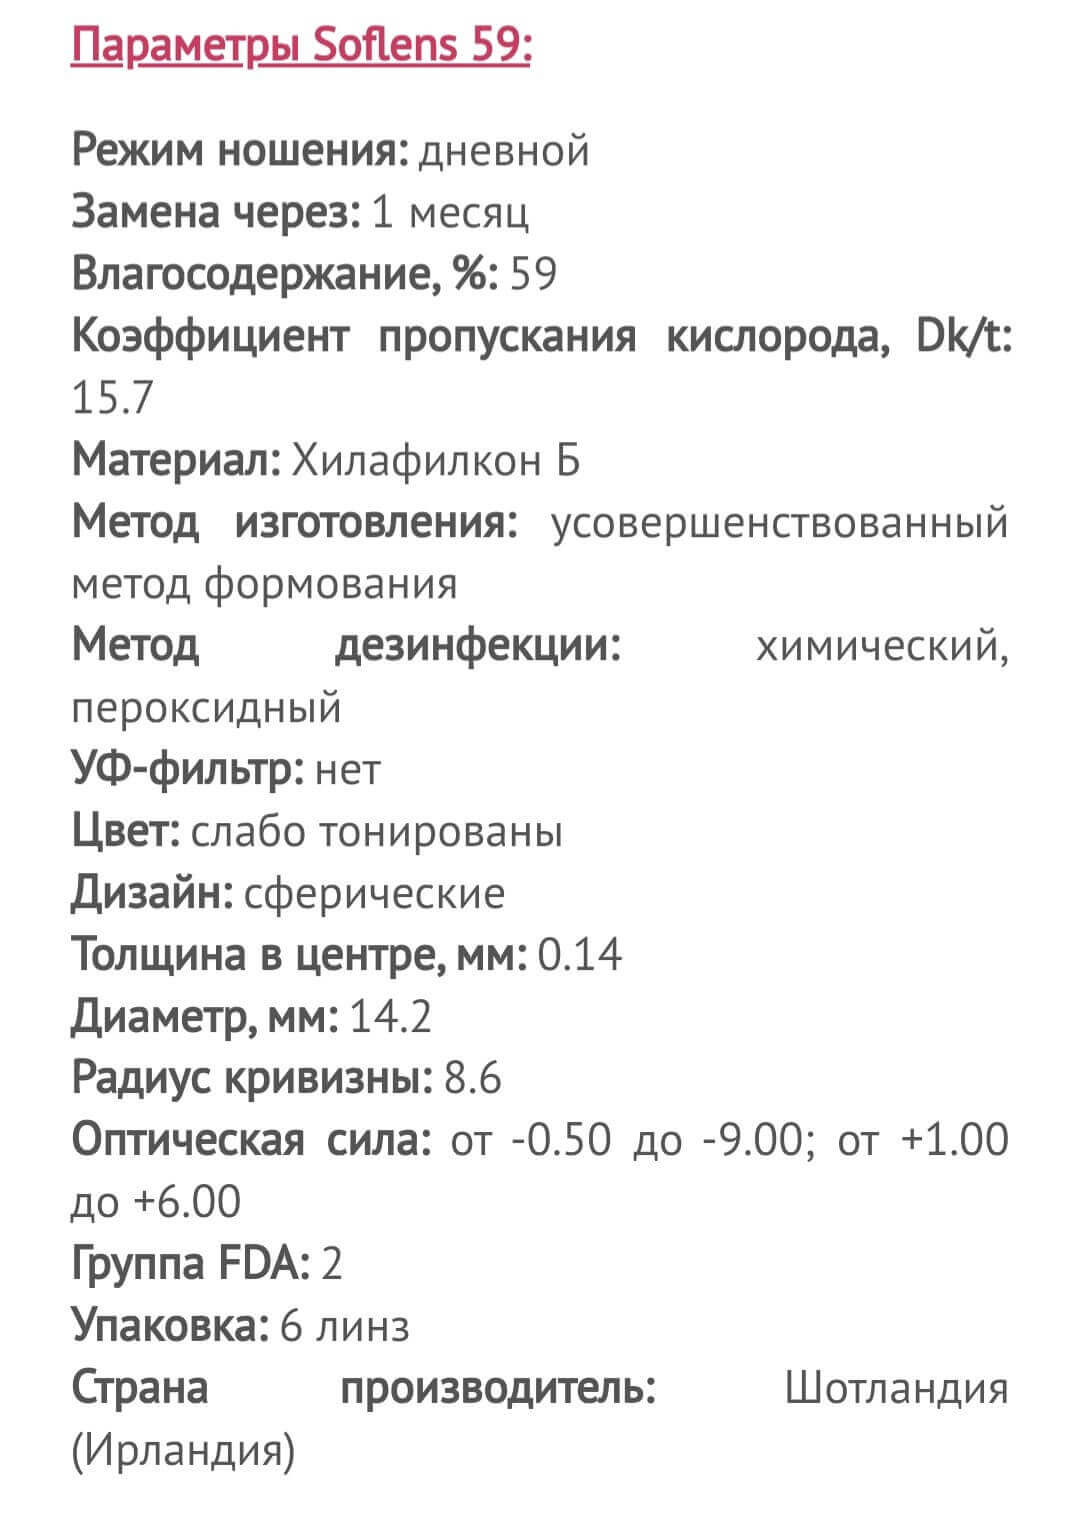 Параметры Soflens 59:
Режим ношения: дневной
Замена через: 1 месяц
Влагосодержание, %: 59
Коэффициент пропускания кислорода, Dk/t:
15.7
Материал: Хилафилкон Б
Метод изготовления: усовершенствованный
метод формования
Метод дезинфекции: химический,
пероксидный
УФ-фильтр: нет
Цвет: слабо тонированы
Дизайн: сферические
Толщина в центре, мм: 0.14
Диаметр, мм: 14.2
Радиус кривизны: 8.6
Оптическая сила: от -0.50 до -9.00; от +1.00
до +6.00
Группа FDA: 2
Упаковка: 6 линз
Страна производитель: Шотландия
(Ирландия)